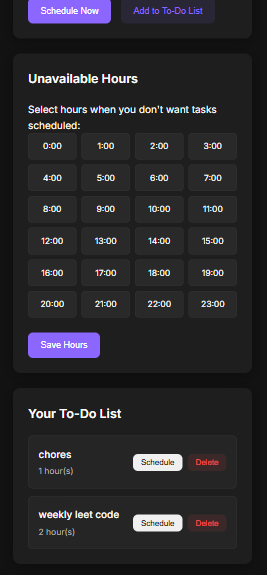 Schedule Now Add to To-Do List
Unavailable Hours
Select hours when you don't want tasks
scheduled:
0:00 1:00 2:00 3:00
4:00 5:00 6:00 7:00
8:00 9:00 10:00 11:00
12:00 13:00 14:00 15:00
16:00 17:00 18:00 19:00
20:00 21:00 22:00 23:00
Save Hours
Your To-Do List
chores
1 hour(s)
Schedule Delete
weekly leet code
2 hour(s)
Schedule Delete